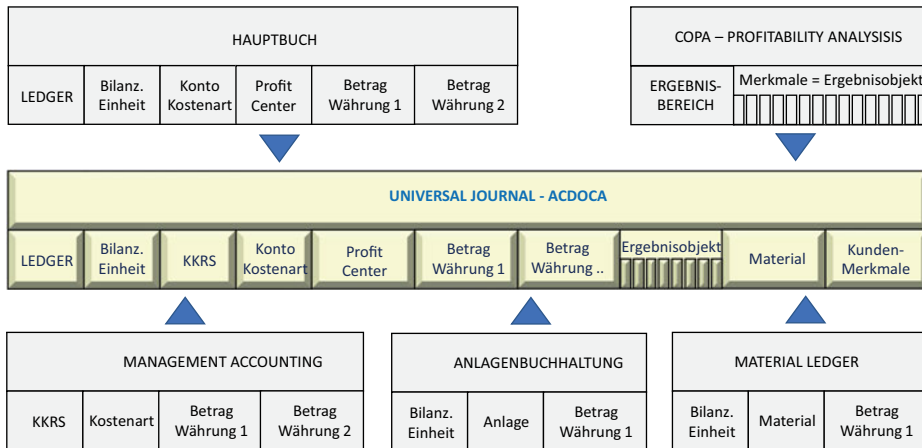 HAUPTBUCH
LEDGER
Bilanz.
Einheit
Konto
Kostenart
Profit
Center
Betrag
Währung 1
Betrag
Währung 2
COPA – PROFITABILITY ANALYSISIS
ERGEBNIS-
BEREICH
Merkmale = Ergebnisobjekt
UNIVERSAL JOURNAL - ACDOCA
LEDGER
Bilanz.
Einheit
KKRS
Konto
Kostenart
Profit
Center
Betrag
Währung 1
Betrag
Währung ..
Ergebnisobjekt
Material
Kunden-
Merkmale
MANAGEMENT ACCOUNTING
KKRS
Kostenart
Betrag
Währung 1
Betrag
Währung 2
ANLAGENBUCHHALTUNG
Bilanz.
Einheit
Anlage
Betrag
Währung 1
MATERIAL LEDGER
Bilanz.
Einheit
Material
Betrag
Währung 1